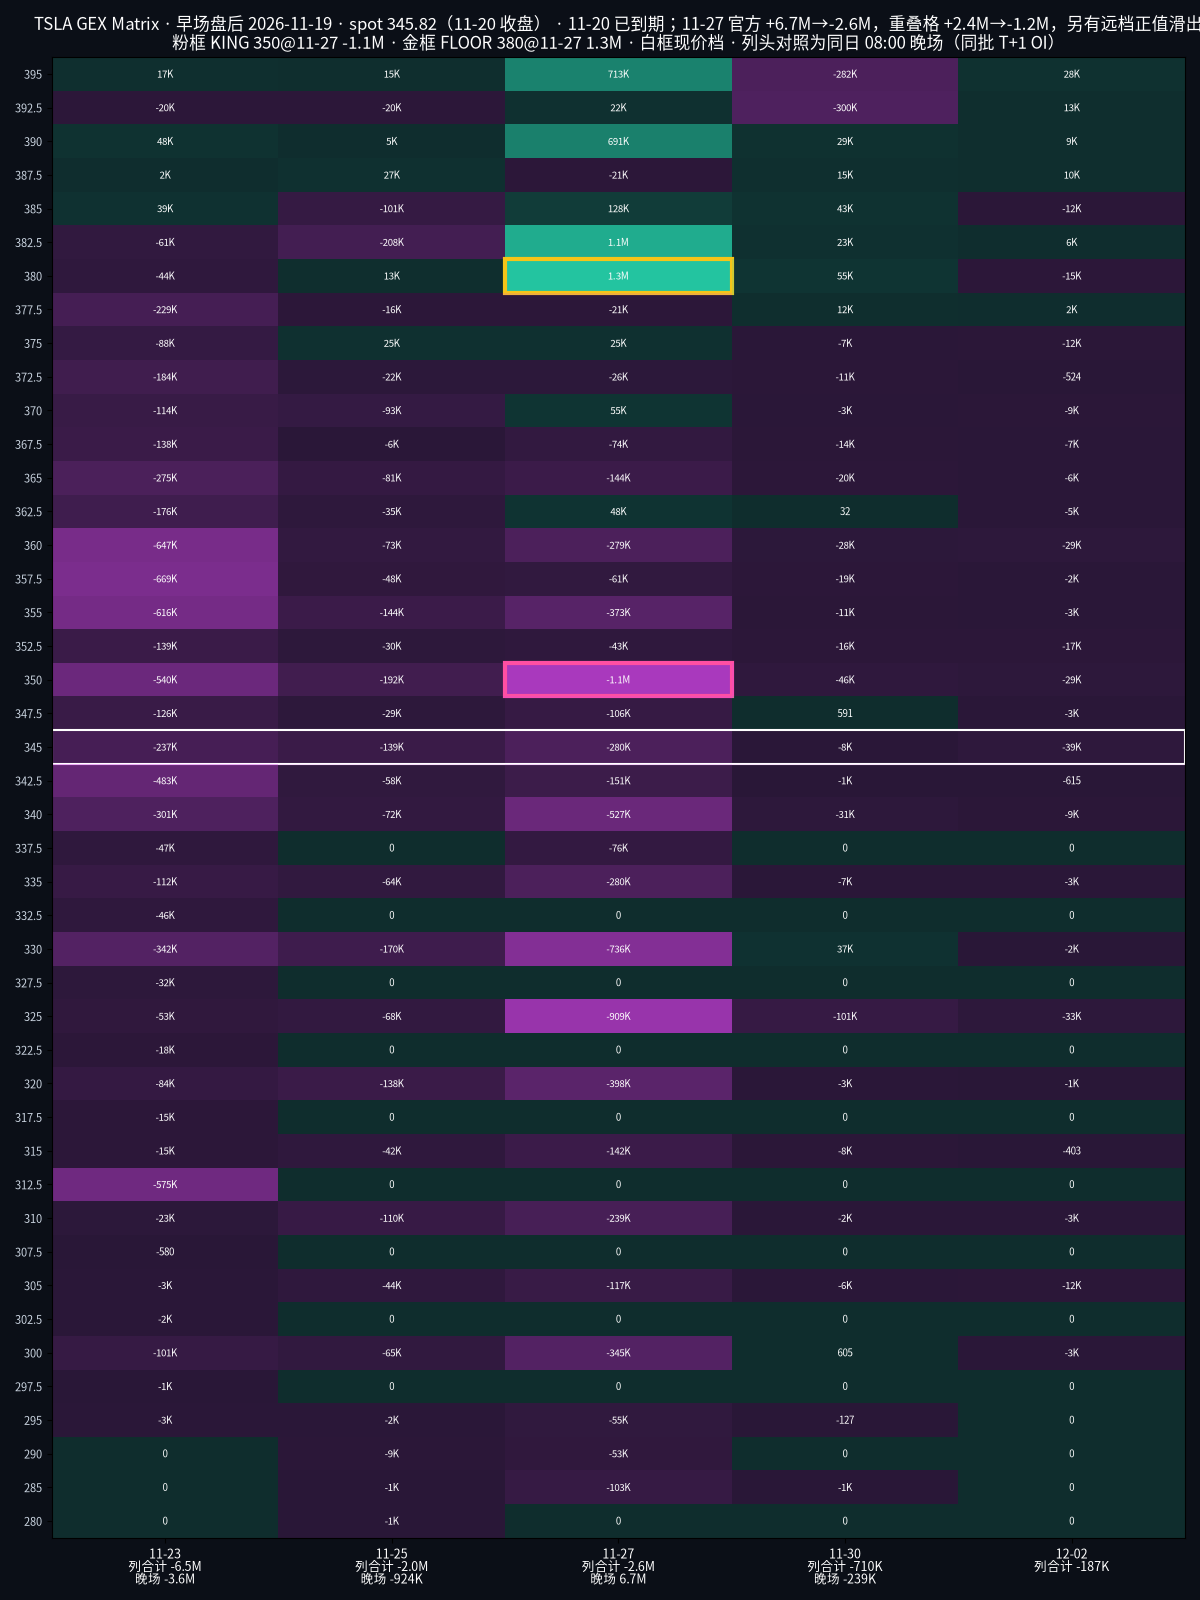 TSLA GEX Matrix · 早场盘后 2026-11-19 · spot 345.82（11-20 收盘） · 11-20 已到期；11-27 官方 +6.7M→-2.6M，重叠格 +2.4M→-1.2M，另有远档正值滑出
粉框 KING 350@11-27 -1.1M · 金框 FLOOR 380@11-27 1.3M · 白框现价档 · 列头对照为同日 08:00 晚场（同批 T+1 OI）
395 17K 15K 713K -282K 28K
392.5 -20K -20K 22K -300K 13K
390 48K 5K 691K 29K 9K
387.5 2K 27K -21K 15K 10K
385 39K -101K 128K 43K -12K
382.5 -61K -208K 1.1M 23K 6K
380 -44K 13K 1.3M 55K -15K
377.5 -229K -16K -21K 12K 2K
375 -88K 25K 25K -7K -12K
372.5 -184K -22K -26K -11K -524
370 -114K -93K 55K -3K -9K
367.5 -138K -6K -74K -14K -7K
365 -275K -81K -144K -20K -6K
362.5 -176K -35K 48K 32 -5K
360 -647K -73K -279K -28K -29K
357.5 -669K -48K -61K -19K -2K
355 -616K -144K -373K -11K -3K
352.5 -139K -30K -43K -16K -17K
350 -540K -192K -1.1M -46K -29K
347.5 -126K -29K -106K 591 -3K
345 -237K -139K -280K -8K -39K
342.5 -483K -58K -151K -1K -615
340 -301K -72K -527K -31K -9K
337.5 -47K 0 -76K 0 0
335 -112K -64K -280K -7K -3K
332.5 -46K 0 0 0 0
330 -342K -170K -736K 37K -2K
327.5 -32K 0 0 0 0
325 -53K -68K -909K -101K -33K
322.5 -18K 0 0 0 0
320 -84K -138K -398K -3K -1K
317.5 -15K 0 0 0 0
315 -15K -42K -142K -8K -403
312.5 -575K 0 0 0 0
310 -23K -110K -239K -2K -3K
307.5 -580 0 0 0 0
305 -3K -44K -117K -6K -12K
302.5 -2K 0 0 0 0
300 -101K -65K -345K 605 -3K
297.5 -1K 0 0 0 0
295 -3K -2K -55K -127 0
290 0 -9K -53K 0 0
285 0 -1K -103K -1K 0
280 0 -1K 0 0 0
11-23 11-25 11-27 11-30 12-02
列合计 -6.5M 列合计 -2.0M 列合计 -2.6M 列合计 -710K 列合计 -187K
晚场 -3.6M 晚场 -924K 晚场 6.7M 晚场 -239K